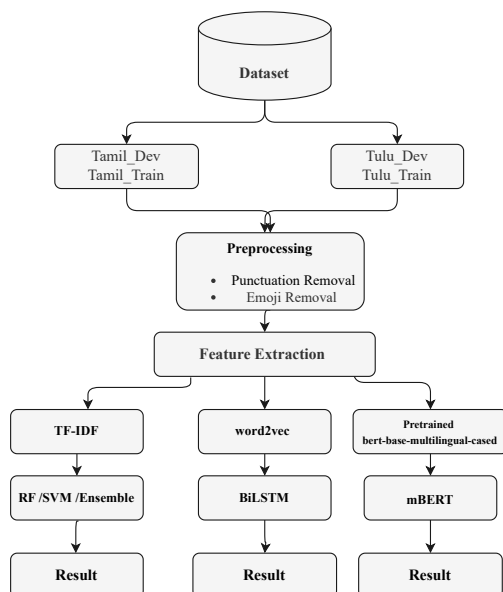 Dataset
Tamil_Dev
Tamil_Train
Tulu_Dev
Tulu_Train
Preprocessing
• Punctuation Removal
• Emoji Removal
Feature Extraction
TF-IDF
word2vec
Pretrained
bert-base-multilingual-cased
RF /SVM /Ensemble
BiLSTM
mBERT
Result
Result
Result